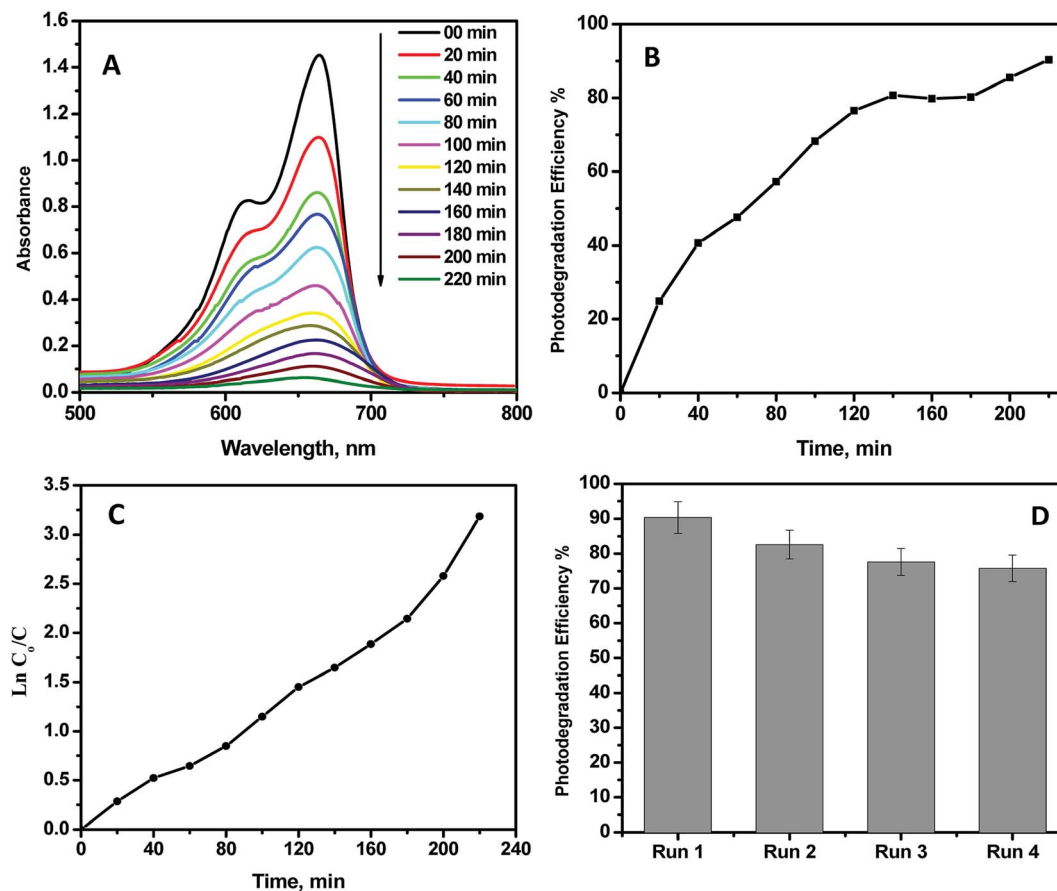 A
Absorbance
1.6
1.4
1.2
1.0
0.8
0.6
0.4
0.2
0.0
00 min
20 min
40 min
60 min
80 min
100 min
120 min
140 min
160 min
180 min
200 min
220 min
500 600 700 800
Wavelength, nm
B
Photodegradation Efficiency %
100
80
60
40
20
0
0 40 80 120 160 200
Time, min
C
Ln C₀/C
3.5
3.0
2.5
2.0
1.5
1.0
0.5
0.0
0 40 80 120 160 200 240
Time, min
D
Photodegradation Efficiency %
100
90
80
70
60
50
40
30
20
10
0
Run 1 Run 2 Run 3 Run 4